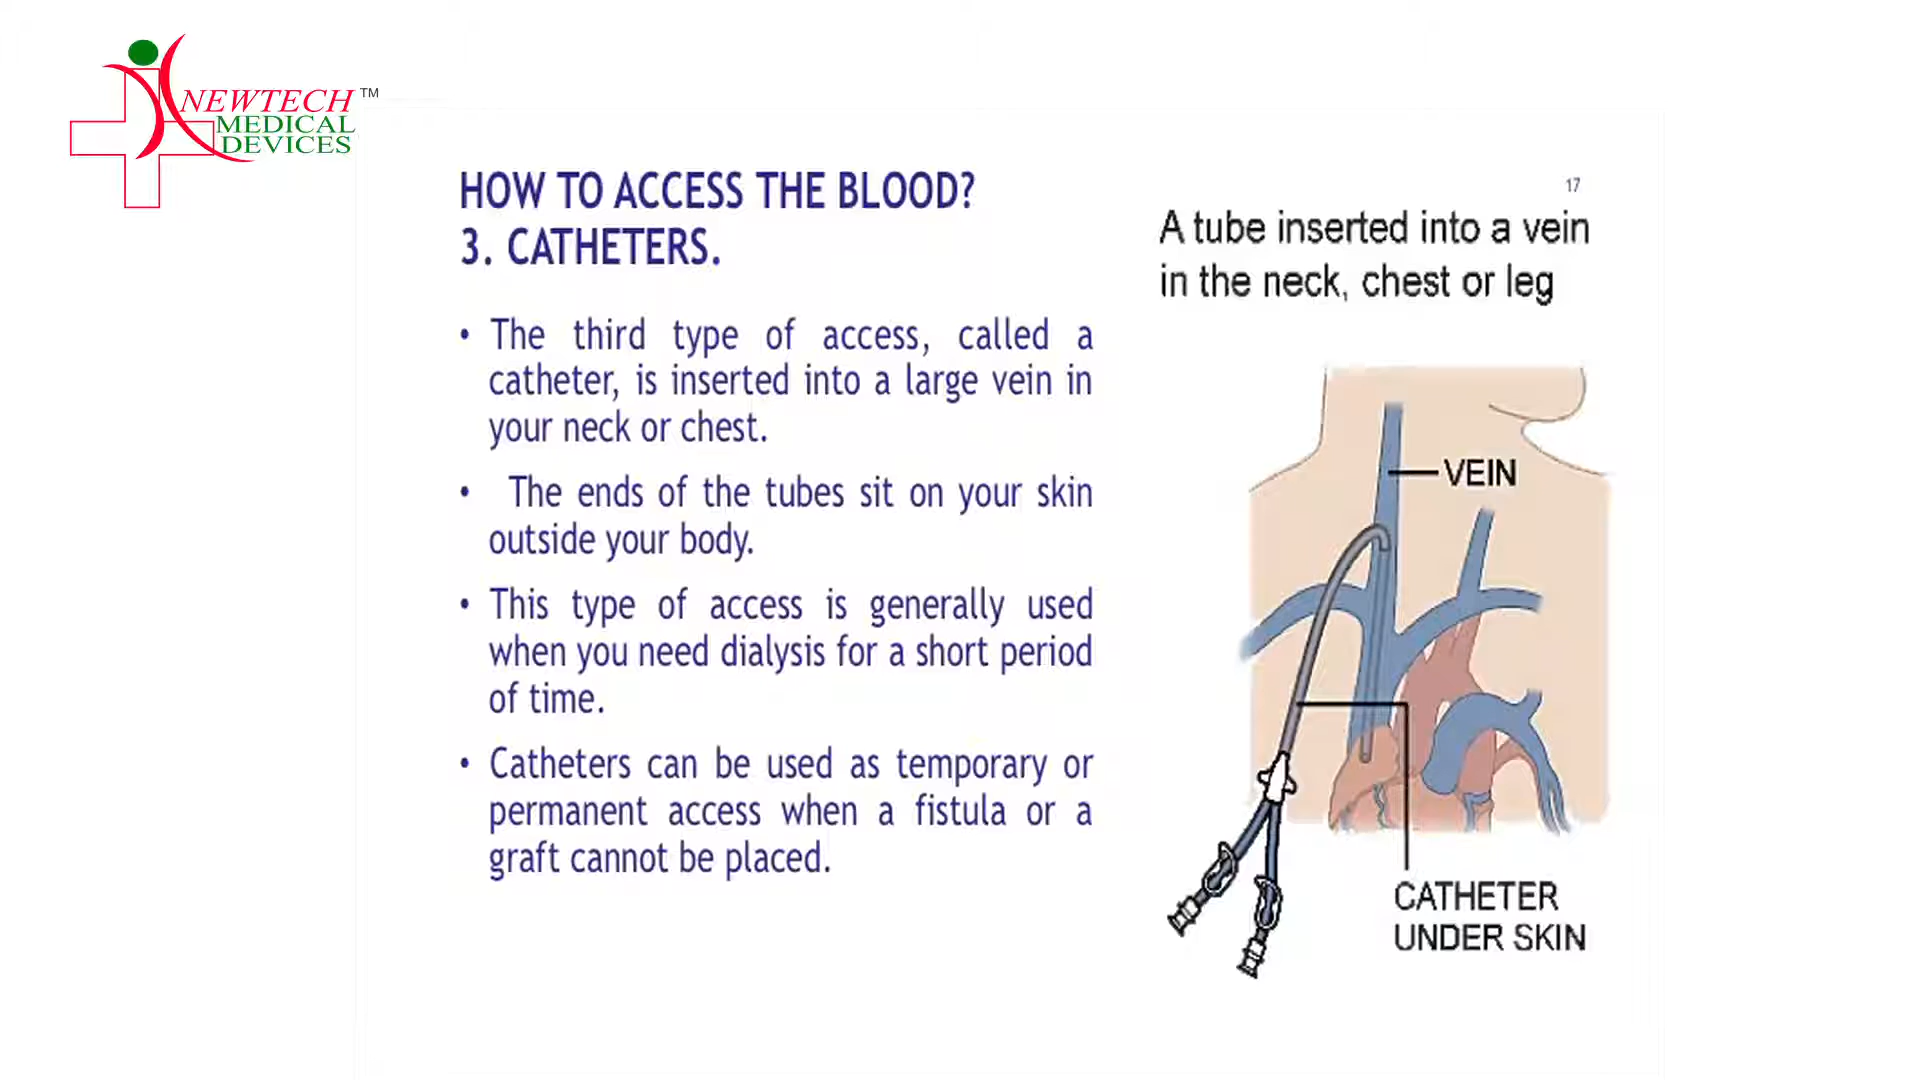 NEWTECH™
MEDICAL
DEVICES
HOW TO ACCESS THE BLOOD?
3. CATHETERS.
• The third type of access, called a
catheter, is inserted into a large vein in
your neck or chest.
• The ends of the tubes sit on your skin
outside your body.
• This type of access is generally used
when you need dialysis for a short period
of time.
• Catheters can be used as temporary or
permanent access when a fistula or a
graft cannot be placed.
17
A tube inserted into a vein
in the neck, chest or leg
VEIN
CATHETER
UNDER SKIN